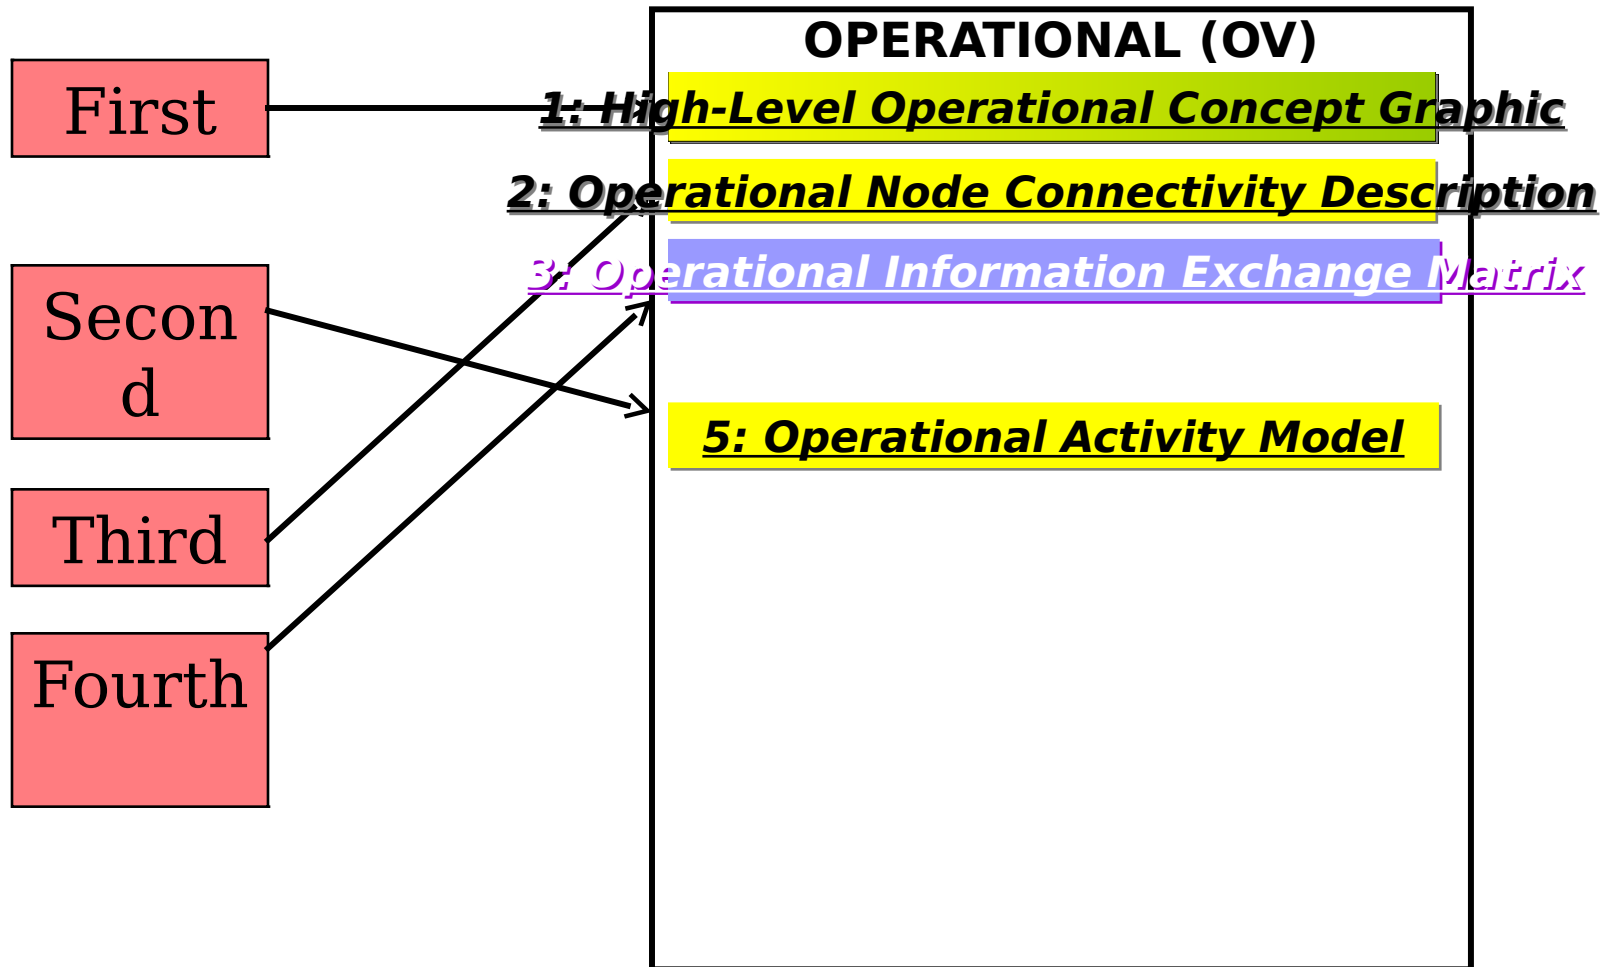 OPERATIONAL (OV)
First
1: High-Level Operational Concept Graphic
2: Operational Node Connectivity Description
3: Operational Information Exchange Matrix
Secon
d
5: Operational Activity Model
Third
Fourth